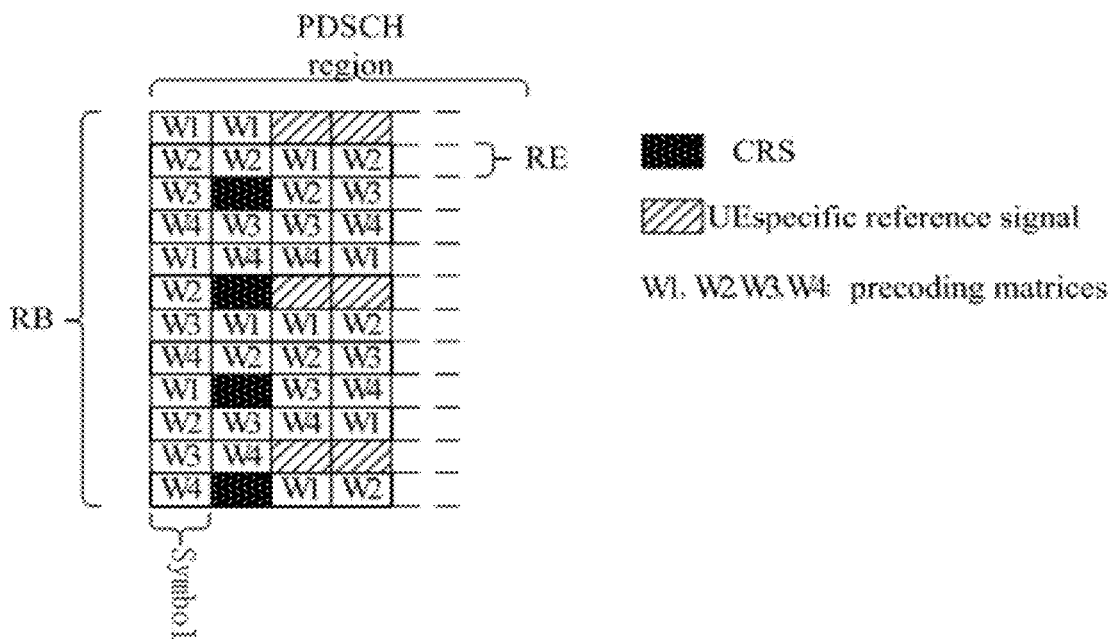 PDSCH
region
W1 W1
W2 W2 W1 W2
RE
W3 W2 W3
W4 W3 W3 W4
W1 W4 W4 W1
W2
RB
W3 W1 W1 W2
W4 W2 W2 W3
W1 W3 W4
W2 W3 W4 W1
W3 W4
W4 W1 W2
Symbol
CRS
UEspecific reference signal
W1, W2 W3 W4: precoding matrices